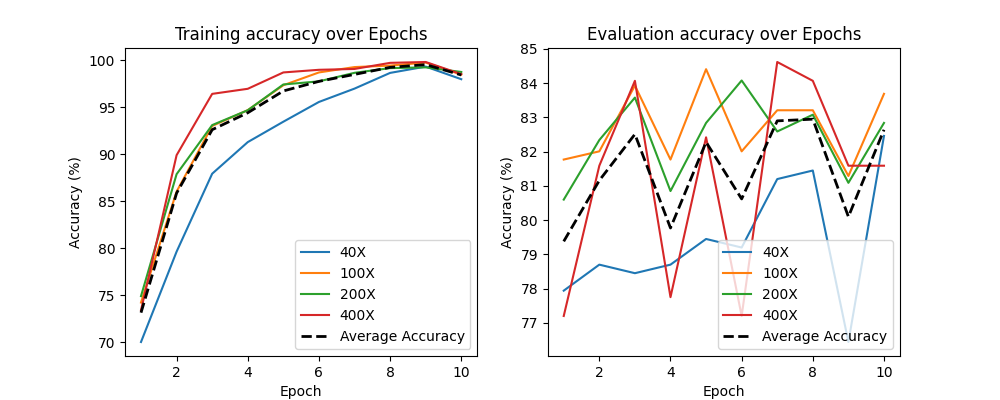 Training accuracy over Epochs
Accuracy (%)
100
95
90
85
80
75
70
40X
100X
200X
400X
Average Accuracy
2
4
6
8
10
Epoch
Evaluation accuracy over Epochs
Accuracy (%)
85
84
83
82
81
80
79
78
77
40X
100X
200X
400X
Average Accuracy
2
4
6
8
10
Epoch